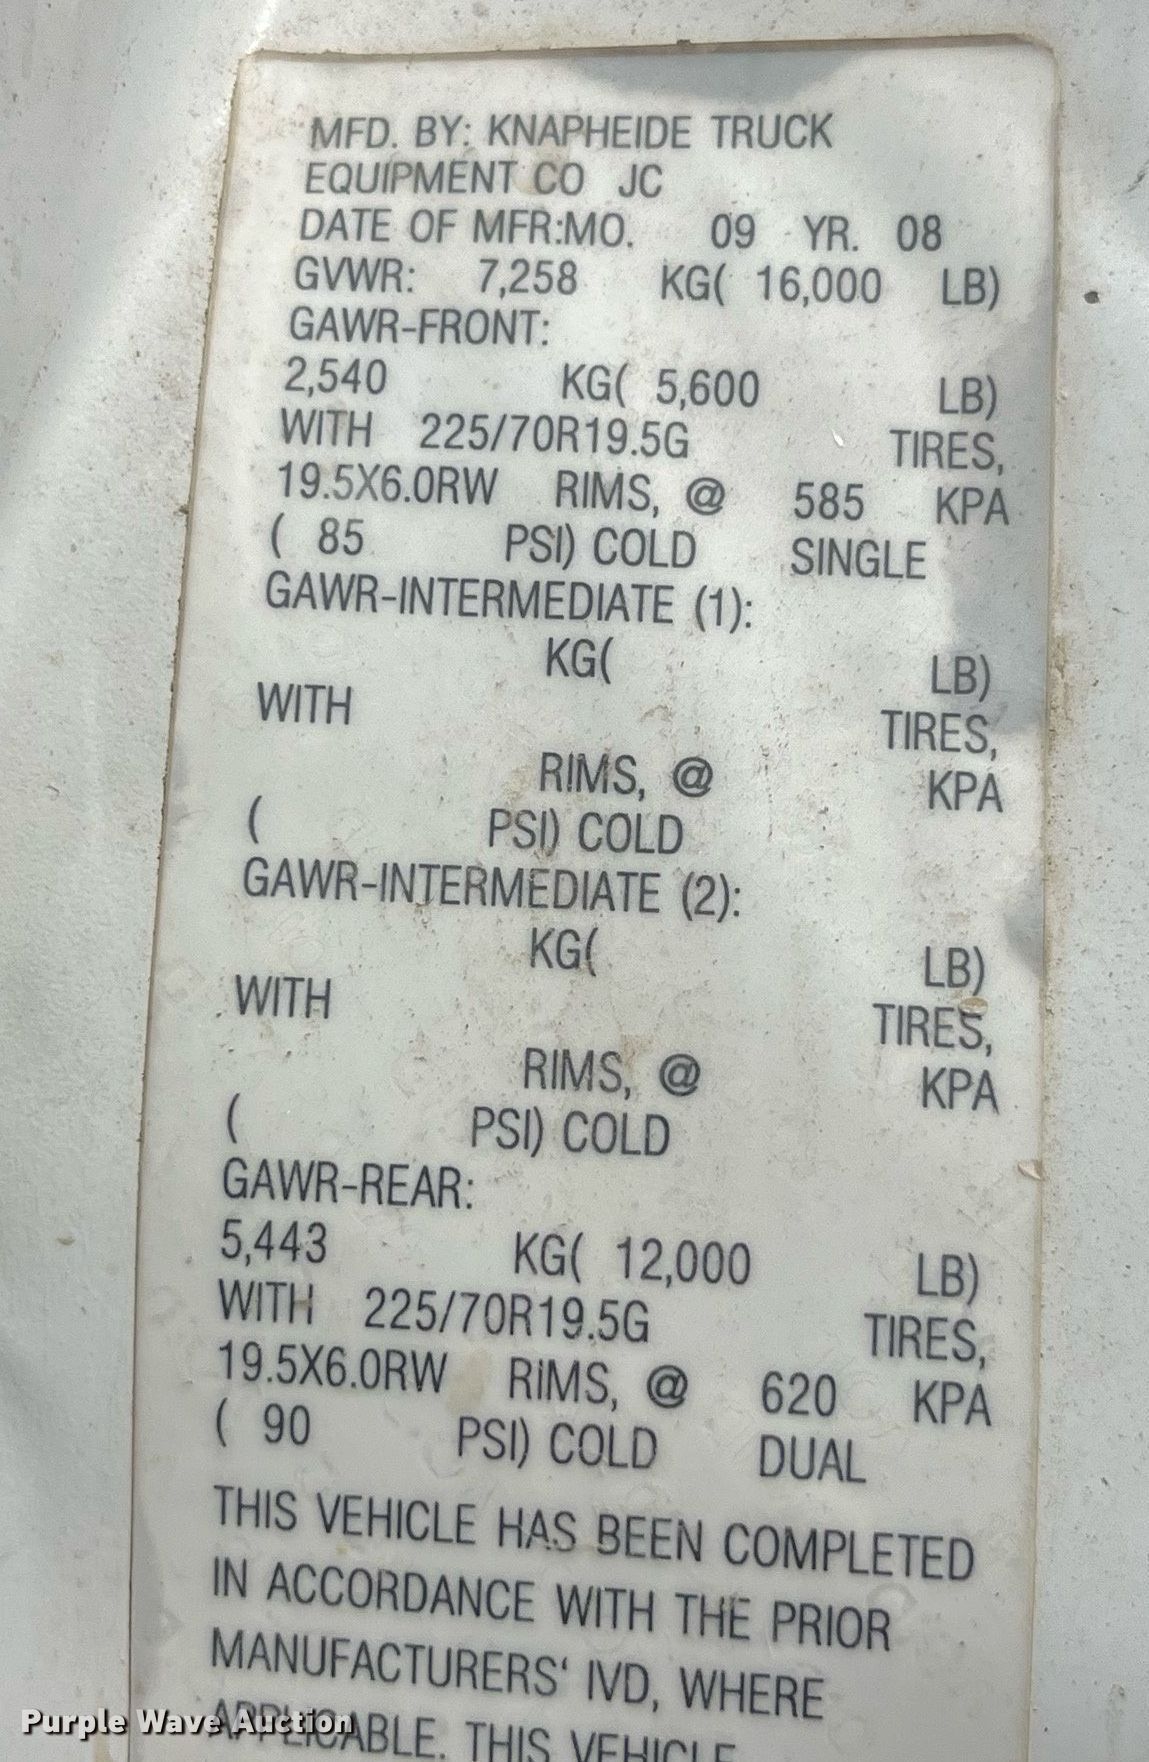 MFD. BY: KNAPHEIDE TRUCK
EQUIPMENT CO JC
DATE OF MFR:MO. 09 YR. 08
GVWR: 7,258 KG( 16,000 LB)
GAWR-FRONT:
2,540 KG( 5,600 LB)
WITH 225/70R19.5G TIRES,
19.5X6.0RW RIMS, @ 585 KPA
( 85 PSI) COLD SINGLE
GAWR-INTERMEDIATE (1):
KG( LB)
WITH TIRES,
RIMS, @ KPA
( PSI) COLD
GAWR-INTERMEDIATE (2):
KG( LB)
WITH TIRES,
RIMS, @ KPA
( PSI) COLD
GAWR-REAR:
5,443 KG( 12,000 LB)
WITH 225/70R19.5G TIRES,
19.5X6.0RW RIMS, @ 620 KPA
( 90 PSI) COLD DUAL
THIS VEHICLE HAS BEEN COMPLETED
IN ACCORDANCE WITH THE PRIOR
MANUFACTURERS' IVD, WHERE
APPLICABLE. THIS VEHICLE
Purple Wave Auction